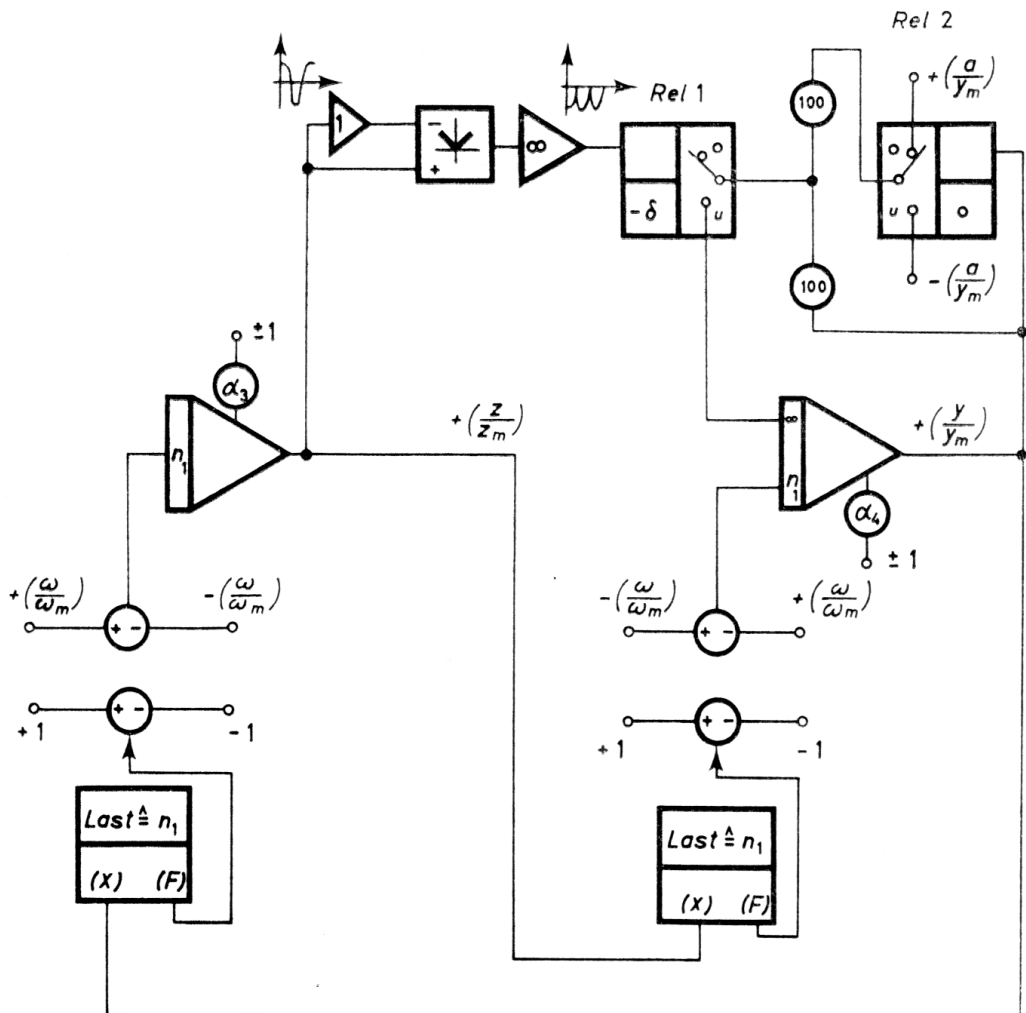 Rel 2
Rel 1
+(a/y_m)
100
1
-
+
∞
o
o
-δ
u
u
o
-(a/y_m)
100
±1
α₃
n₁
+(z/z_m)
∞
n₁
+(y/y_m)
α₄
±1
+(ω/ω_m)
-(ω/ω_m)
+ -
-(ω/ω_m)
+(ω/ω_m)
+ -
+1
+ -
-1
+1
+ -
-1
Last ≙ n₁
(X) (F)
Last ≙ n₁
(X) (F)